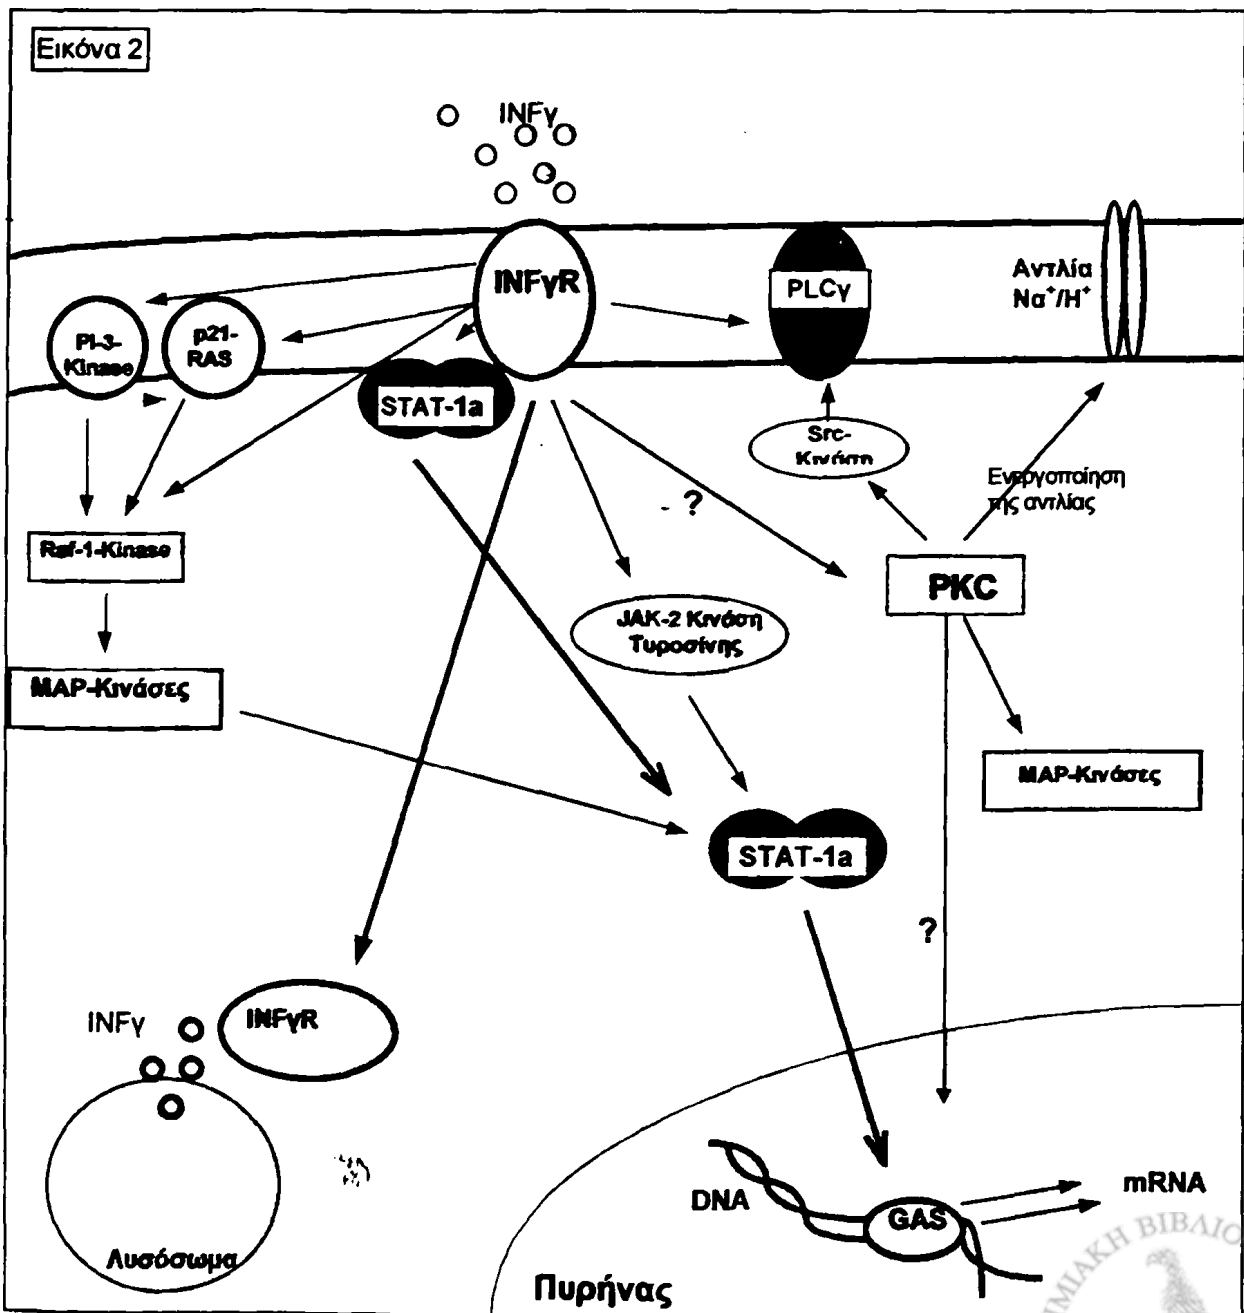 Εικόνα 2
INFγ
INFγR
PLCγ
Αντλία
Να⁺/H⁺
PI-3-
Kinase
p21-
RAS
STAT-1a
Src-
Κινάση
?
Ενεργοποίηση
της αντλίας
Raf-1-Kinase
PKC
JAK-2 Κινάση
Τυροσίνης
MAP-Κινάσες
MAP-Κινάσες
STAT-1a
?
INFγ
INFγR
DNA
GAS
mRNA
Λυσόσωμα
Πυρήνας